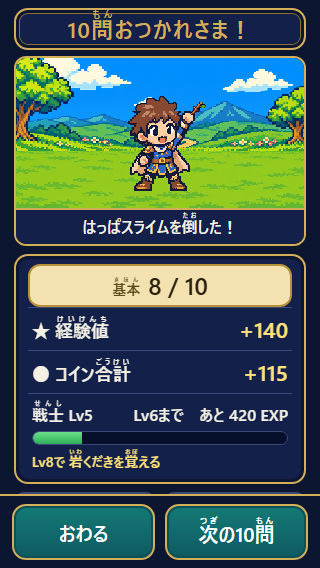 10問おつかれさま！
はっぱスライムを倒した！
基本 8 / 10
★ 経験値 +140
● コイン合計 +115
戦士 Lv5 Lv6まで あと 420 EXP
Lv8で 岩くだきを覚える
おわる 次の10問